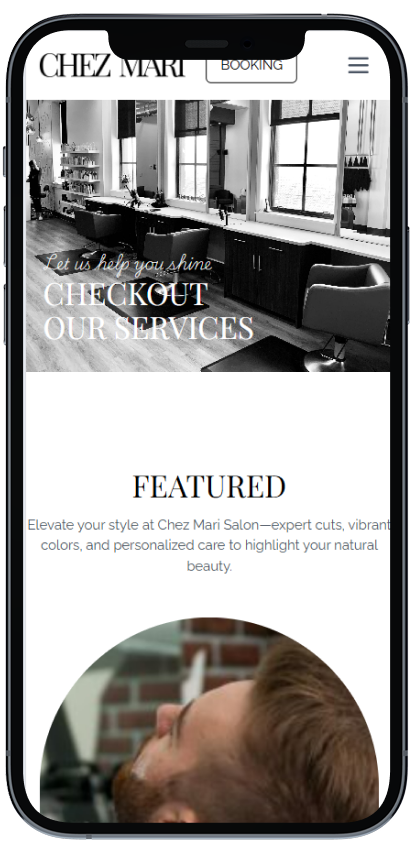 CHEZ MARI
BOOKING
Let us help you shine
CHECKOUT
OUR SERVICES
FEATURED
Elevate your style at Chez Mari Salon—expert cuts, vibrant
colors, and personalized care to highlight your natural
beauty.